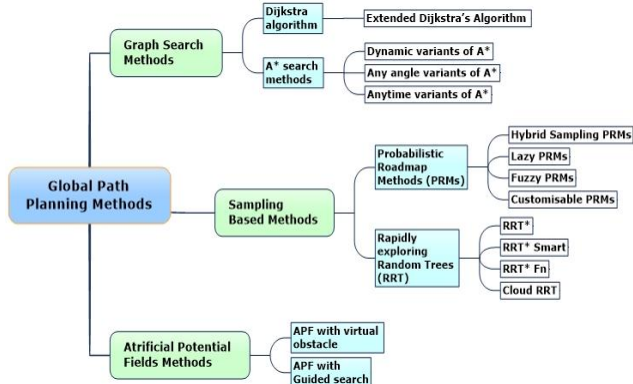 Global Path
Planning Methods
Graph Search
Methods
Dijkstra
algorithm
Extended Dijkstra's Algorithm
A* search
methods
Dynamic variants of A*
Any angle variants of A*
Anytime variants of A*
Sampling
Based Methods
Probabilistic
Roadmap
Methods (PRMs)
Hybrid Sampling PRMs
Lazy PRMs
Fuzzy PRMs
Customisable PRMs
Rapidly
exploring
Random Trees
(RRT)
RRT*
RRT* Smart
RRT* Fn
Cloud RRT
Atrificial Potential
Fields Methods
APF with virtual
obstacle
APF with
Guided search